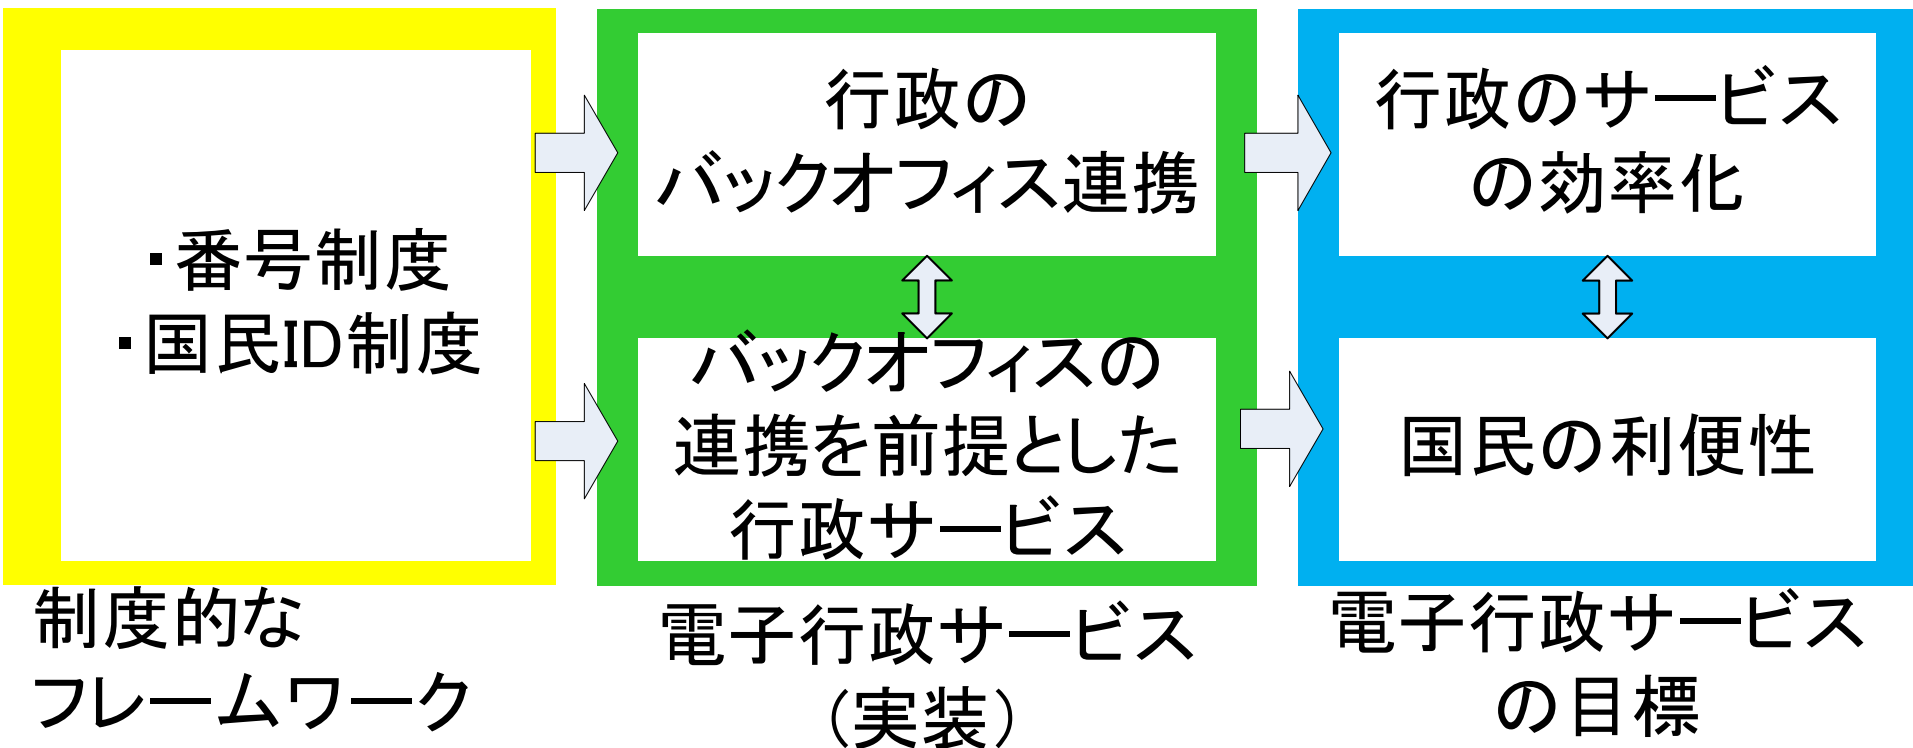 ・番号制度
・国民ID制度
制度的な
フレームワーク
行政の
バックオフィス連携
バックオフィスの
連携を前提とした
行政サービス
電子行政サービス
（実装）
行政のサービス
の効率化
国民の利便性
電子行政サービス
の目標